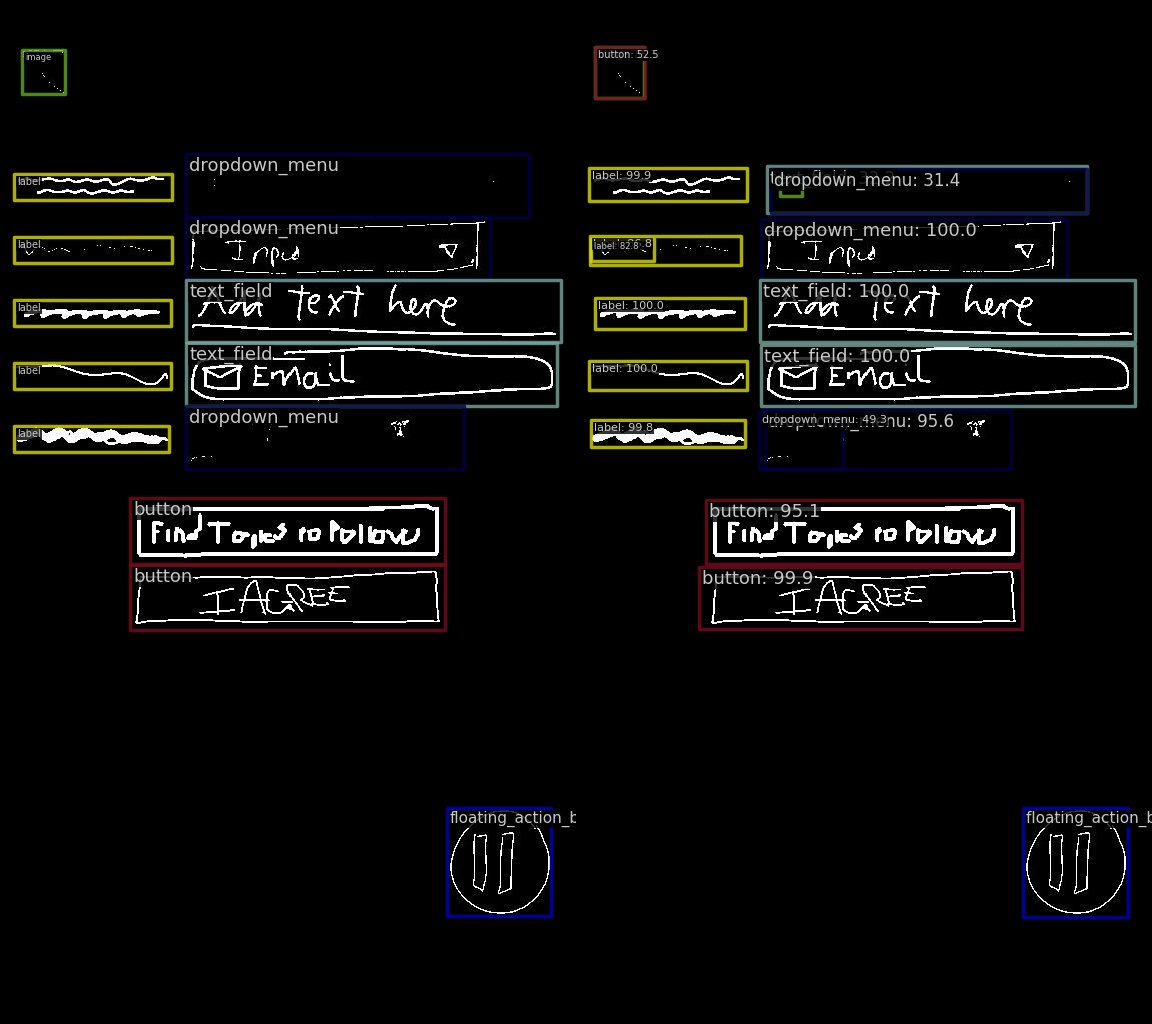 image
button: 52.5
dropdown_menu
label
label: 99.9
dropdown_menu: 31.4
dropdown_menu
label
Input
label: 82.8
dropdown_menu: 100.0
Input
text_field
label
Add Text here
label: 100.0
text_field: 100.0
Add Text here
text_field
label
Email
label: 100.0
text_field: 100.0
Email
dropdown_menu
label
label: 99.8
dropdown_menu: 49.3
nu: 95.6
button
Find Topics to Follow
button: 95.1
Find Topics to Follow
button
I AGREE
button: 99.9
I AGREE
floating_action_b
floating_action_b